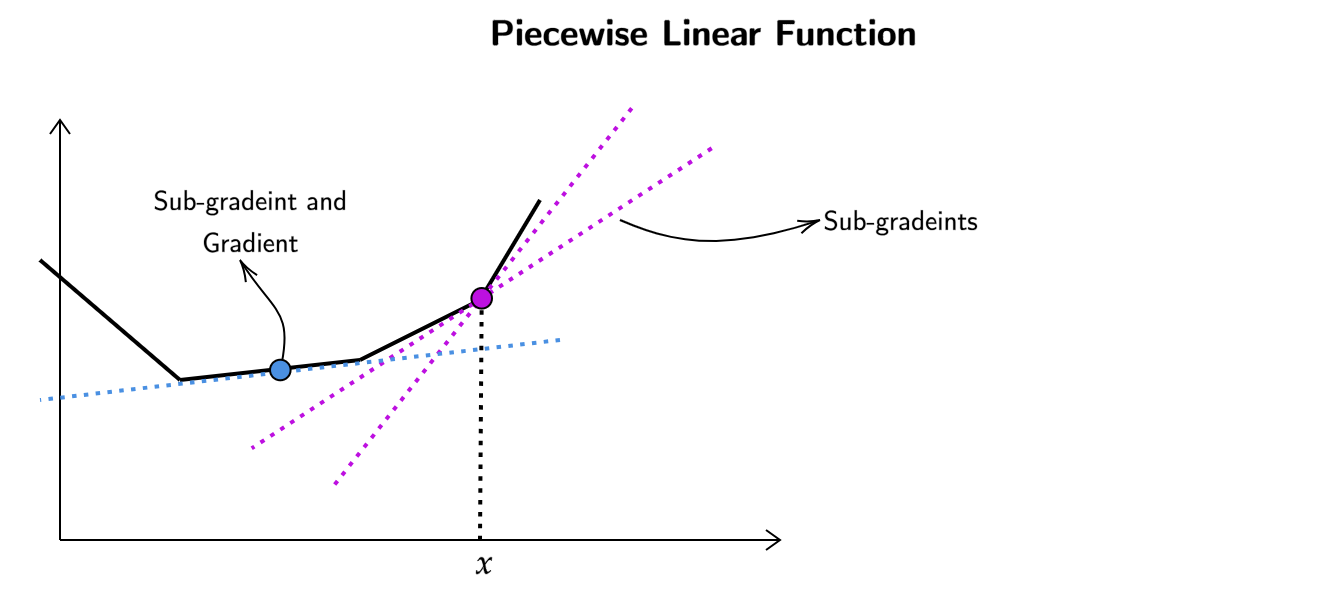 Piecewise Linear Function
Sub-gradeint and
Gradient
Sub-gradeints
x